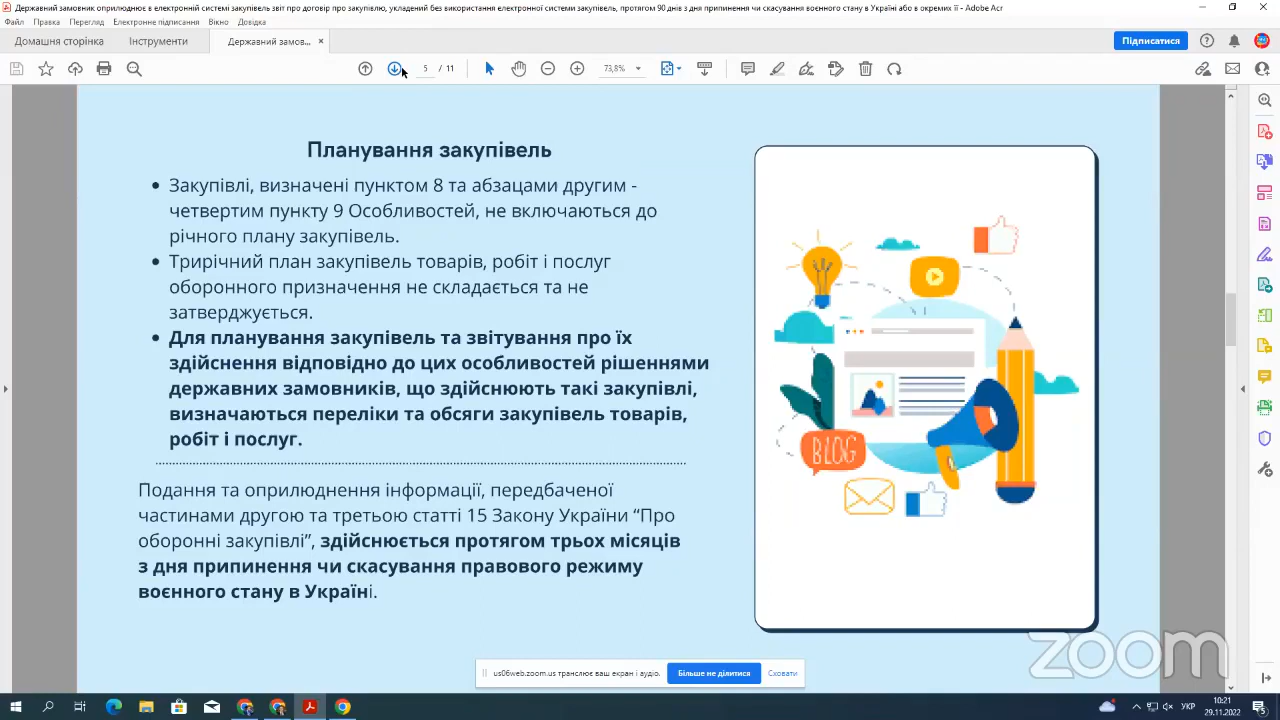 Державний замовник оприлюднює в електронній системі закупівель звіт про договір про закупівлю, укладений без використання електронної системи закупівель, протягом 90 днів з дня припинення чи скасування воєнного стану в Україні або в окремих її - Adobe Acr
Файл Правка Перегляд Електронне підписання Вікно Довідка
Домашня сторінка Інструменти Державний замов... × Підписатися
5 / 11 73,8%
Планування закупівель
• Закупівлі, визначені пунктом 8 та абзацами другим -
четвертим пункту 9 Особливостей, не включаються до
річного плану закупівель.
• Трирічний план закупівель товарів, робіт і послуг
оборонного призначення не складається та не
затверджується.
• Для планування закупівель та звітування про їх
здійснення відповідно до цих особливостей рішеннями
державних замовників, що здійснюють такі закупівлі,
визначаються переліки та обсяги закупівель товарів,
робіт і послуг.
Подання та оприлюднення інформації, передбаченої
частинами другою та третьою статті 15 Закону України “Про
оборонні закупівлі”, здійснюється протягом трьох місяців
з дня припинення чи скасування правового режиму
воєнного стану в Україні.
BLOG
zoom
us06web.zoom.us транслює ваш екран і аудіо. Більше не ділитися Сховати
УКР 10:21
29.11.2022